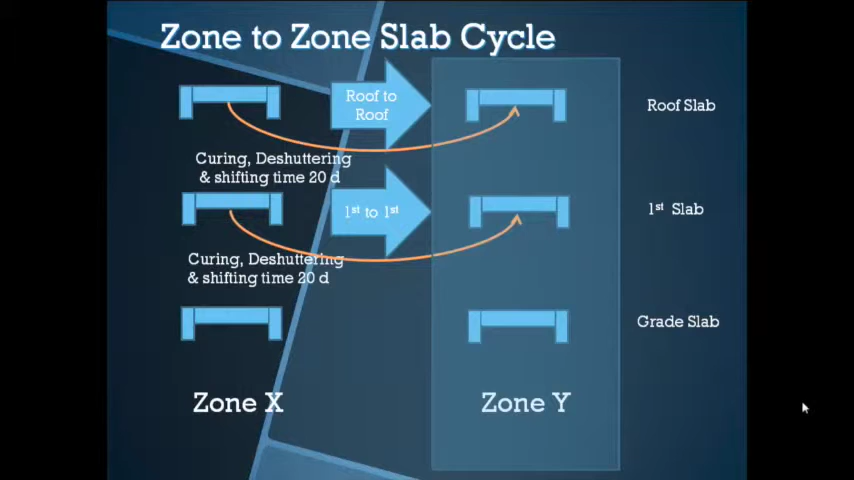 Zone to Zone Slab Cycle
Roof to
Roof
Roof Slab
Curing, Deshuttering
& shifting time 20 d
1st to 1st
1st Slab
Curing, Deshuttering
& shifting time 20 d
Grade Slab
Zone X
Zone Y